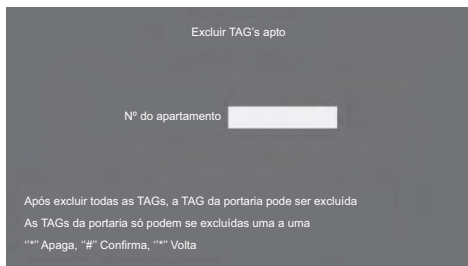 Excluir TAG's apto
Nº do apartamento
Após excluir todas as TAGs, a TAG da portaria pode ser excluída
As TAGs da portaria só podem se excluídas uma a uma
"*" Apaga, "#" Confirma, "*" Volta